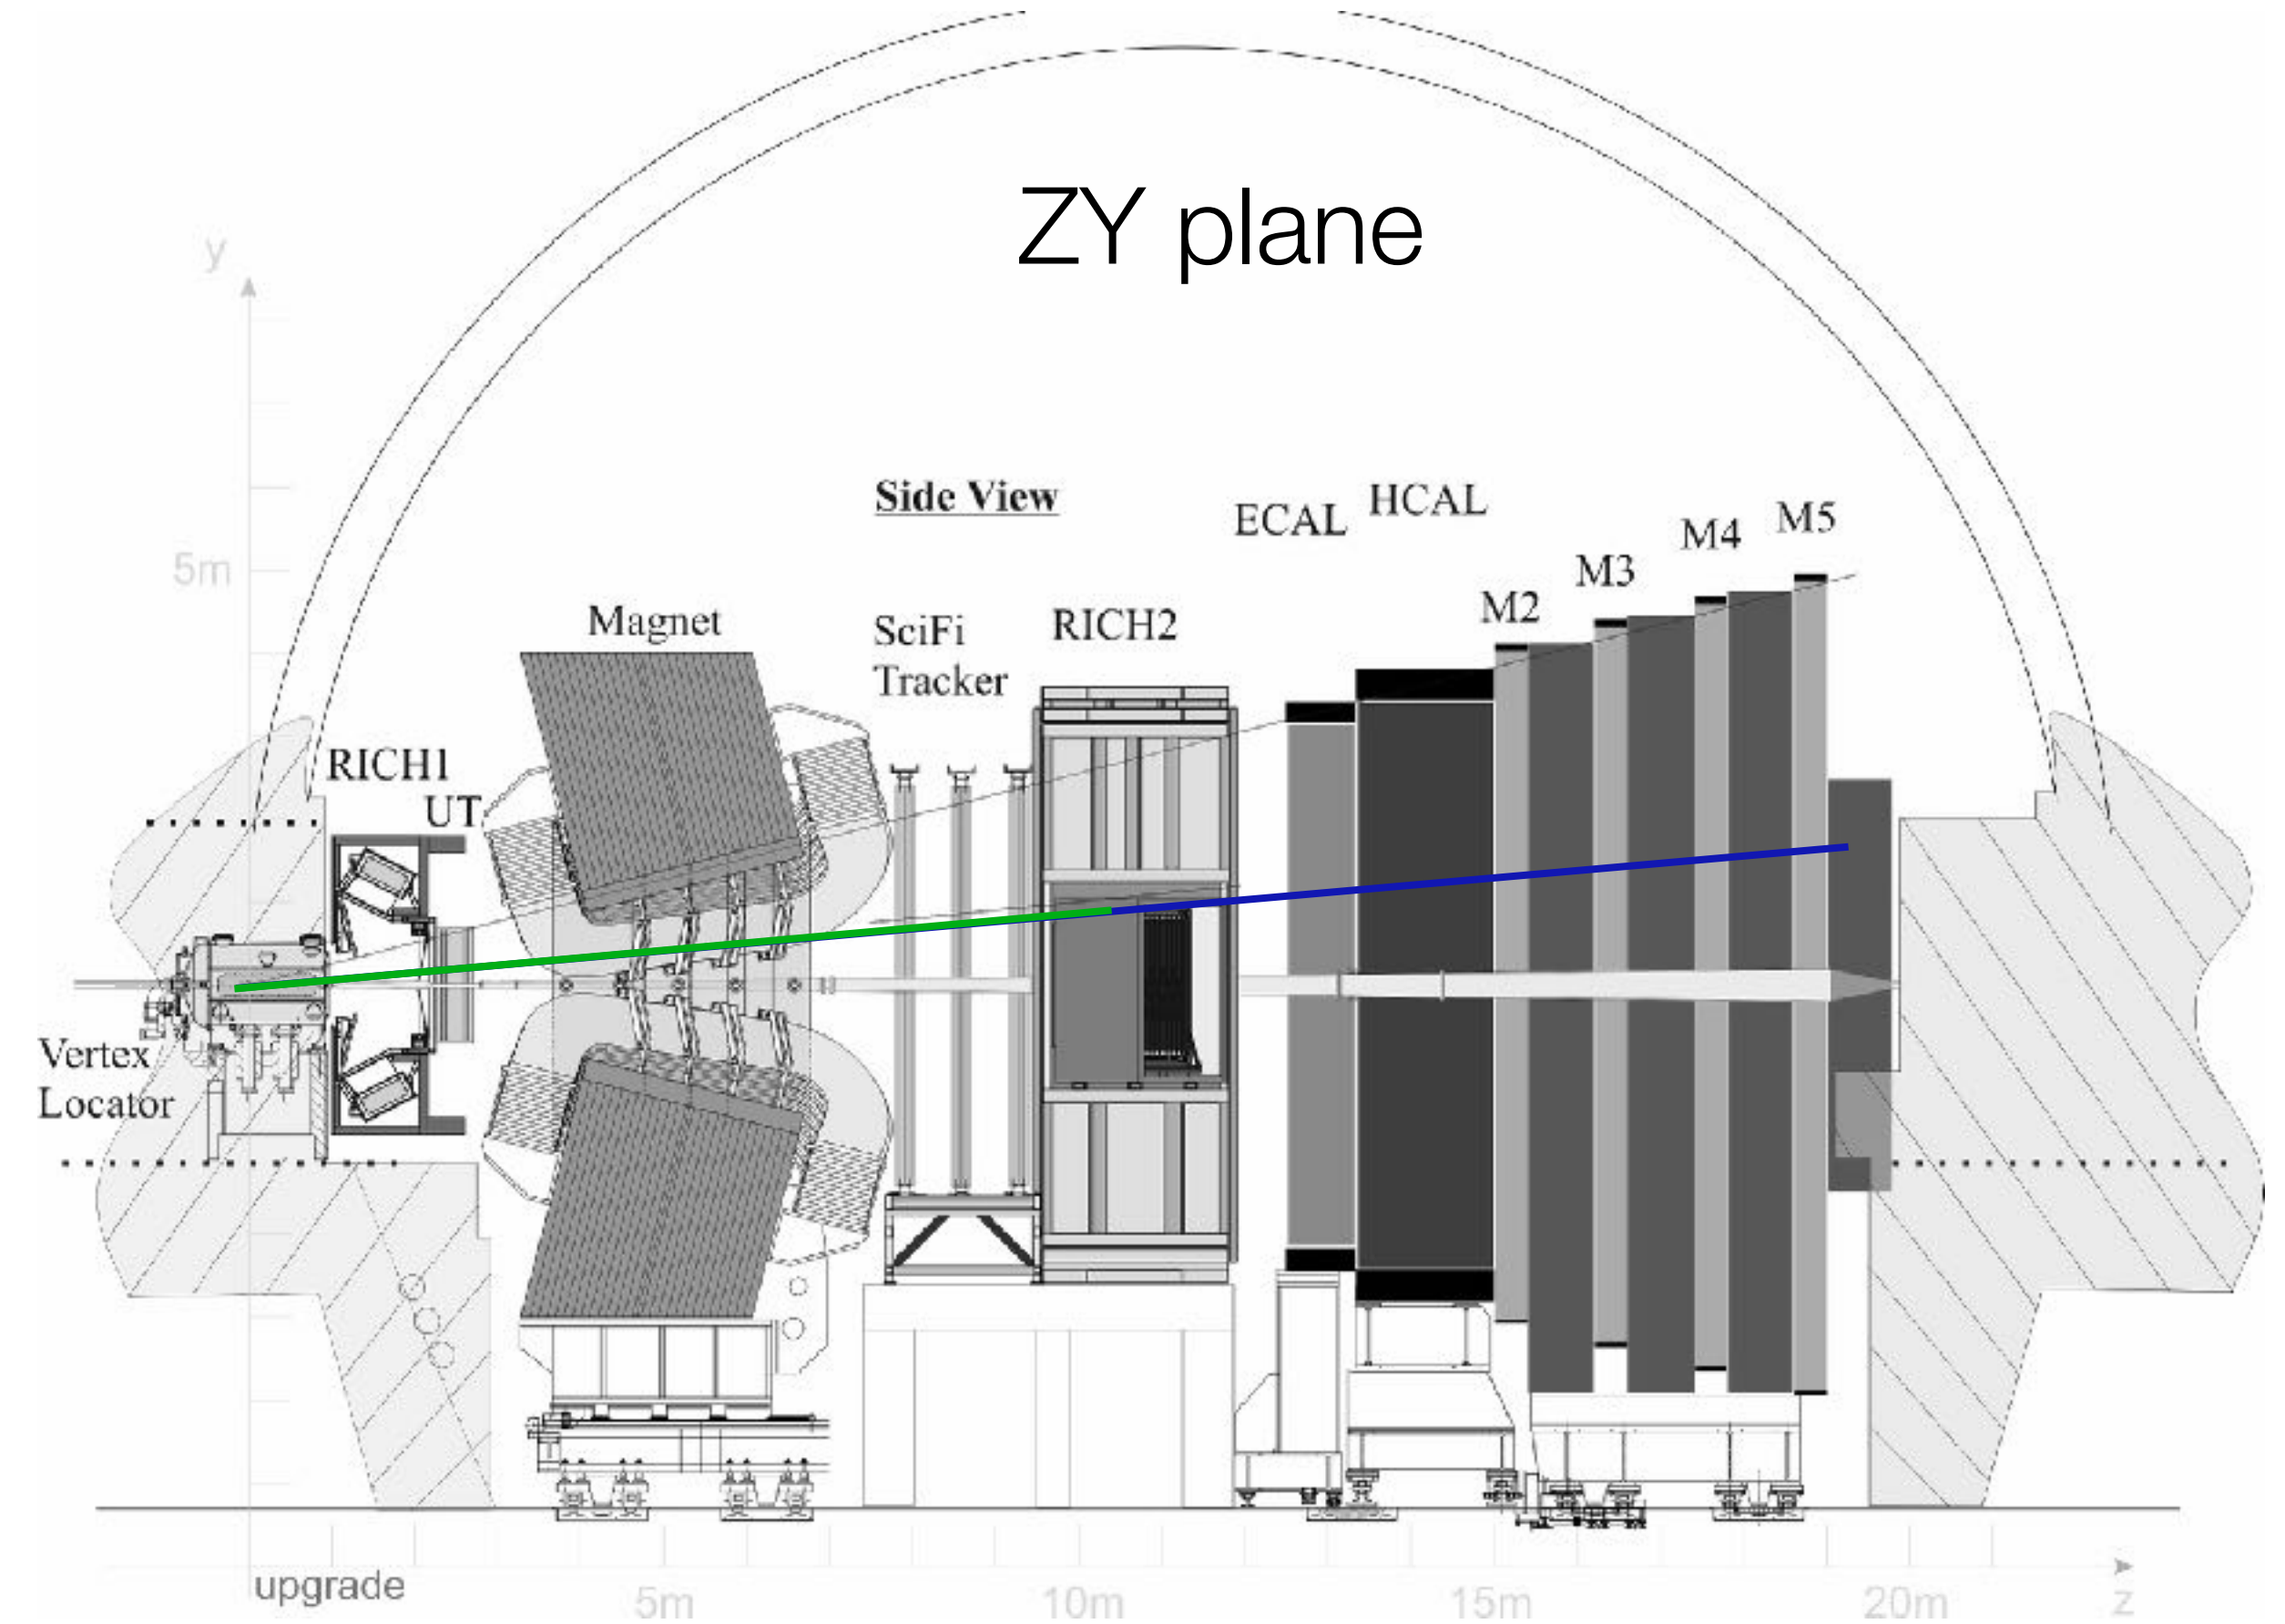 ZY plane
y
Side View
ECAL
HCAL
M2
M3
M4
M5
5m
Magnet
SciFi
Tracker
RICH2
RICH1
UT
Vertex
Locator
upgrade
5m
10m
15m
20m
z